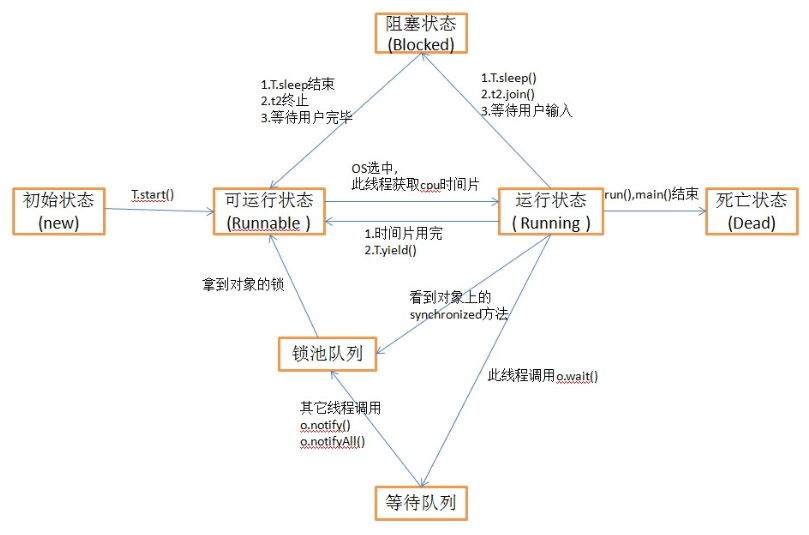 阻塞状态
(Blocked)
1.T.sleep结束
2.t2终止
3.等待用户完毕
1.T.sleep()
2.t2.join()
3.等待用户输入
初始状态
(new)
T.start()
可运行状态
(Runnable )
OS选中,
此线程获取cpu时间片
1.时间片用完
2.T.yield()
运行状态
( Running )
run(),main()结束
死亡状态
(Dead)
拿到对象的锁
看到对象上的
synchronized方法
锁池队列
此线程调用o.wait()
其它线程调用
o.notify()
o.notifyAll()
等待队列